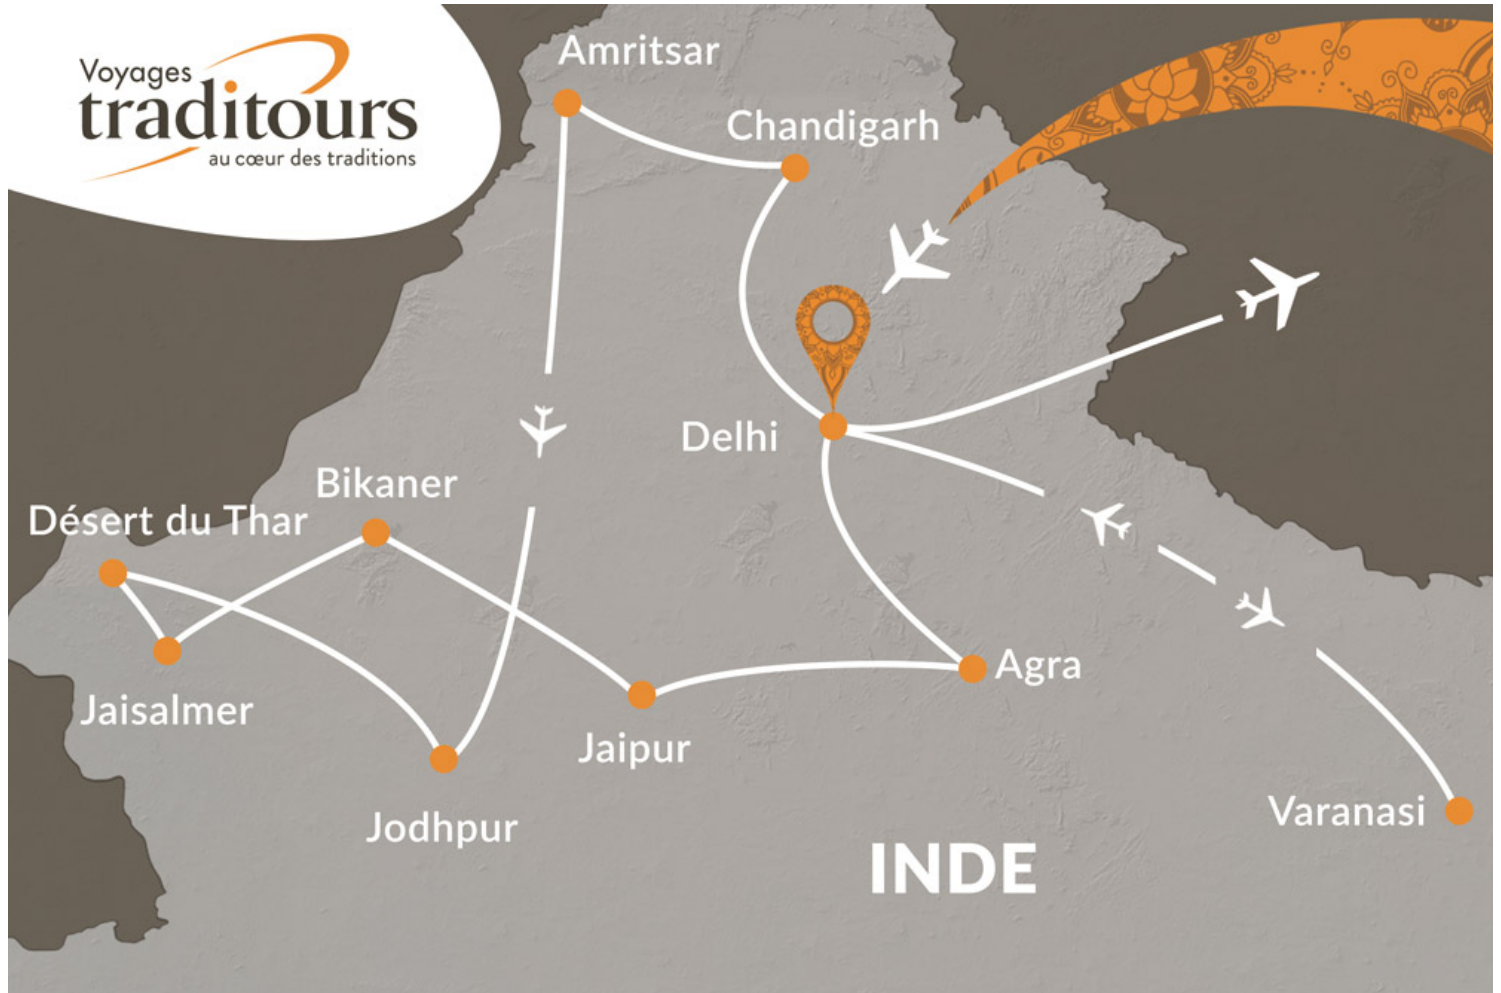 Voyages
traditours
au cœur des traditions
Amritsar
Chandigarh
Delhi
Bikaner
Désert du Thar
Agra
Jaisalmer
Jaipur
Varanasi
Jodhpur
INDE